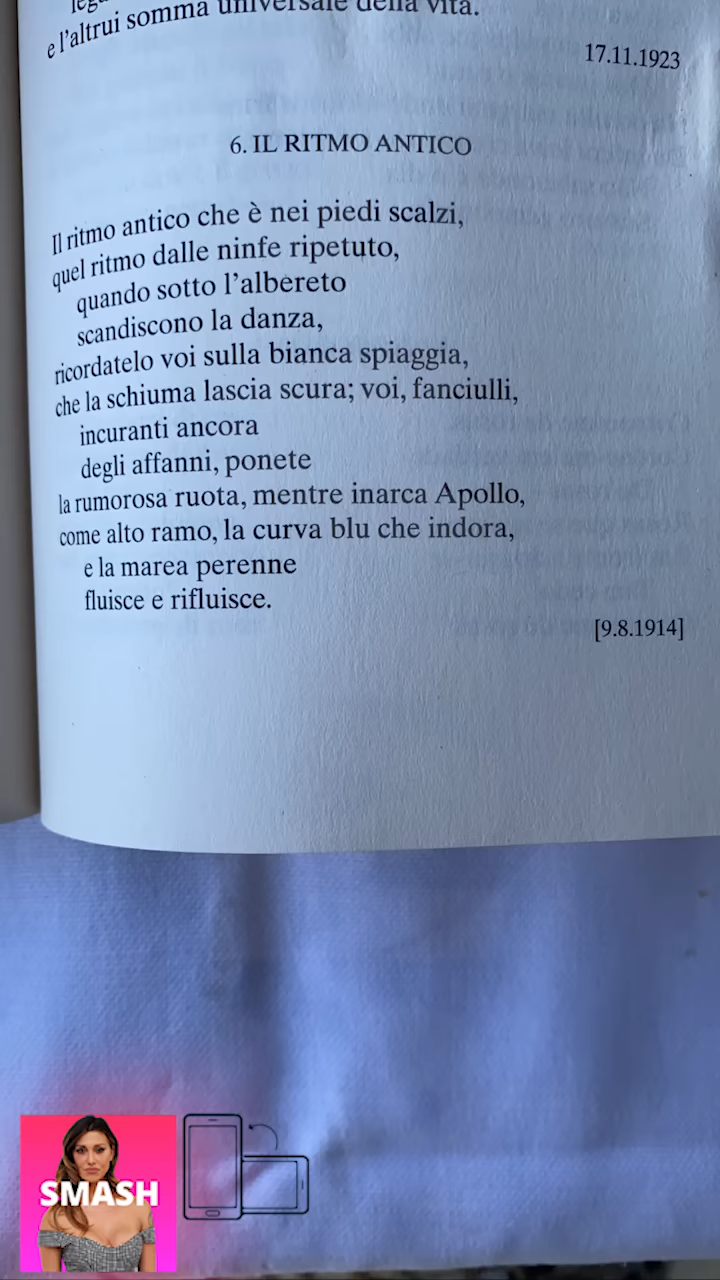 e l'altrui somma universale della vita.
17.11.1923
6. IL RITMO ANTICO
Il ritmo antico che è nei piedi scalzi,
quel ritmo dalle ninfe ripetuto,
quando sotto l'albereto
scandiscono la danza,
ricordatelo voi sulla bianca spiaggia,
che la schiuma lascia scura; voi, fanciulli,
incuranti ancora
degli affanni, ponete
la rumorosa ruota, mentre inarca Apollo,
come alto ramo, la curva blu che indora,
e la marea perenne
fluisce e rifluisce.
[9.8.1914]
SMASH